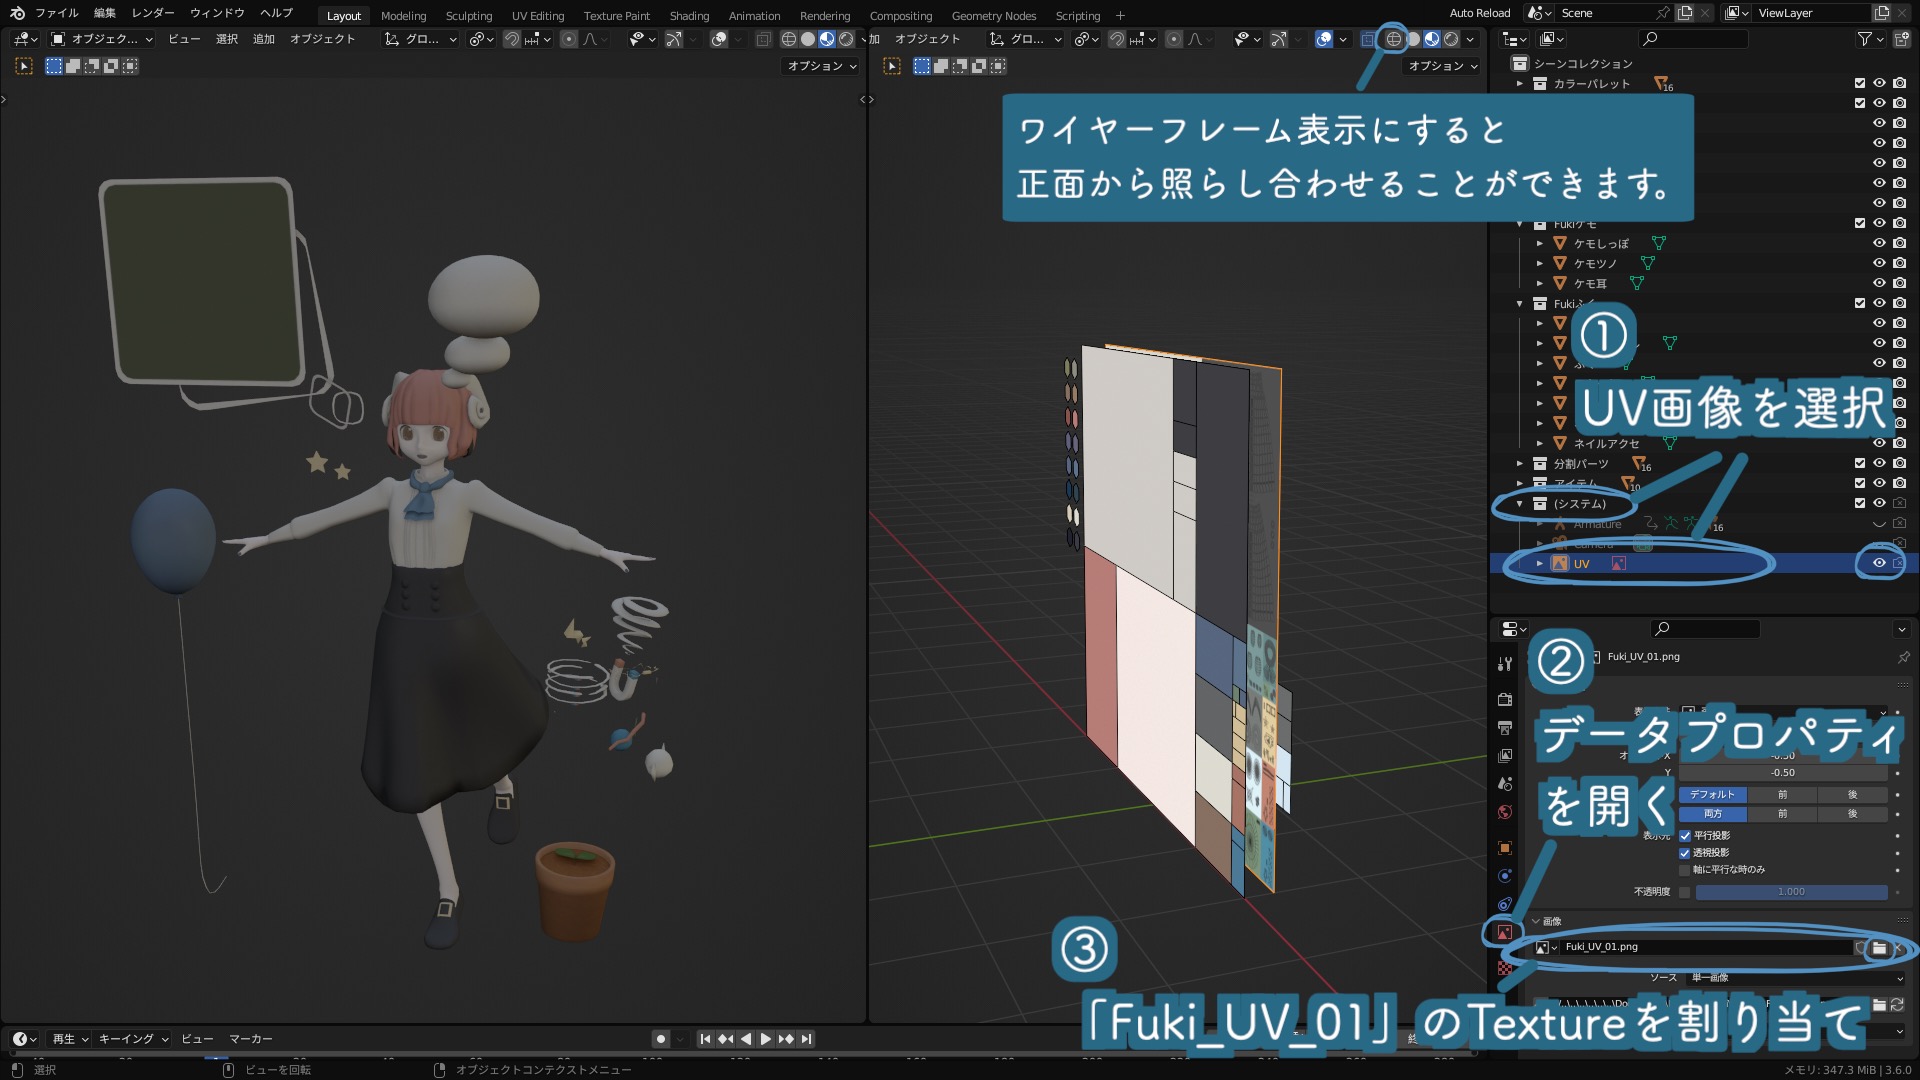 ファイル 編集 レンダー ウィンドウ ヘルプ Layout Modeling Sculpting UV Editing Texture Paint Shading Animation Rendering Compositing Geometry Nodes Scripting + Auto Reload Scene ViewLayer
オブジェク... ビュー 選択 追加 オブジェクト グロ... 加 オブジェクト グロ...
オプション オプション
シーンコレクション
カラーパレット 16
ワイヤーフレーム表示にすると
正面から照らし合わせることができます。
Fukiケモ
ケモしっぽ
ケモツノ
ケモ耳
①
UV画像を選択
ネイルアクセ
分割パーツ 16
アイテム 10
(システム)
Armature 16
Camera
UV
②
Fuki_UV_01.png
データプロパティ
を開く
Y -0.50
デフォルト 前 後
両方 前 後
平行投影
透視投影
軸に平行な時のみ
不透明度 1.000
画像
Fuki_UV_01.png
ソース 単一画像
③
「Fuki_UV_01」のTextureを割り当て
再生 キーイング ビュー マーカー
選択 ビューを回転 オブジェクトコンテクストメニュー メモリ: 347.3 MiB | 3.6.0